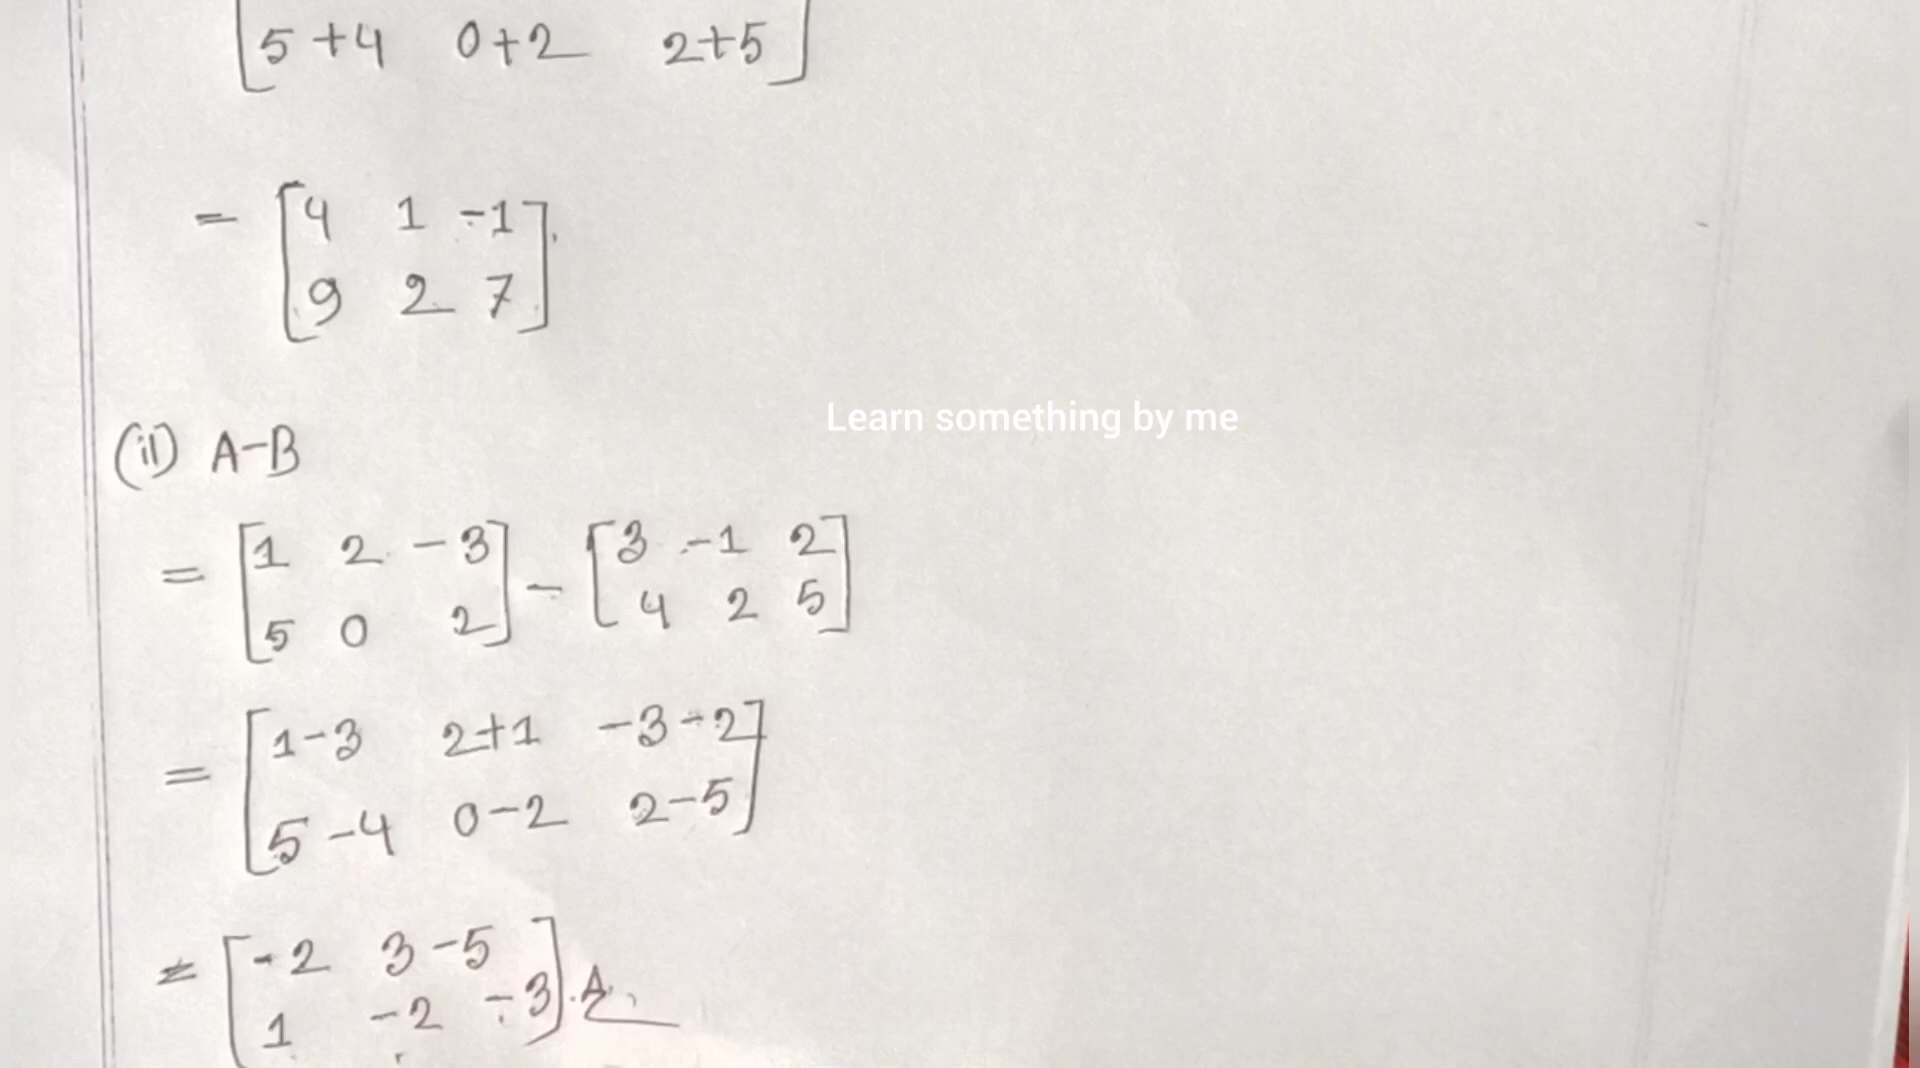 5+4 0+2 2+5
= [4 1 -1
9 2 7]
Learn something by me
(ii) A-B
= [1 2 -3
5 0 2] - [3 -1 2
4 2 5]
= [1-3 2+1 -3-2
5-4 0-2 2-5]
= [-2 3 -5
1 -2 -3]